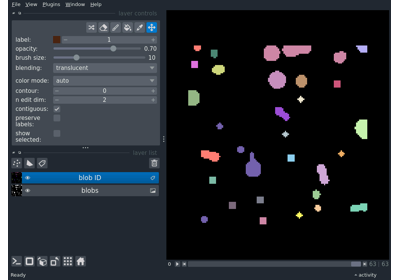 File View Plugins Window Help
layer controls
label: 1
opacity: 0.70
brush size: 10
blending: translucent
color mode: auto
contour: 0
n edit dim: 2
contiguous:
preserve
labels:
show
selected:
layer list
blob ID
blobs
0 63 63
Ready
activity